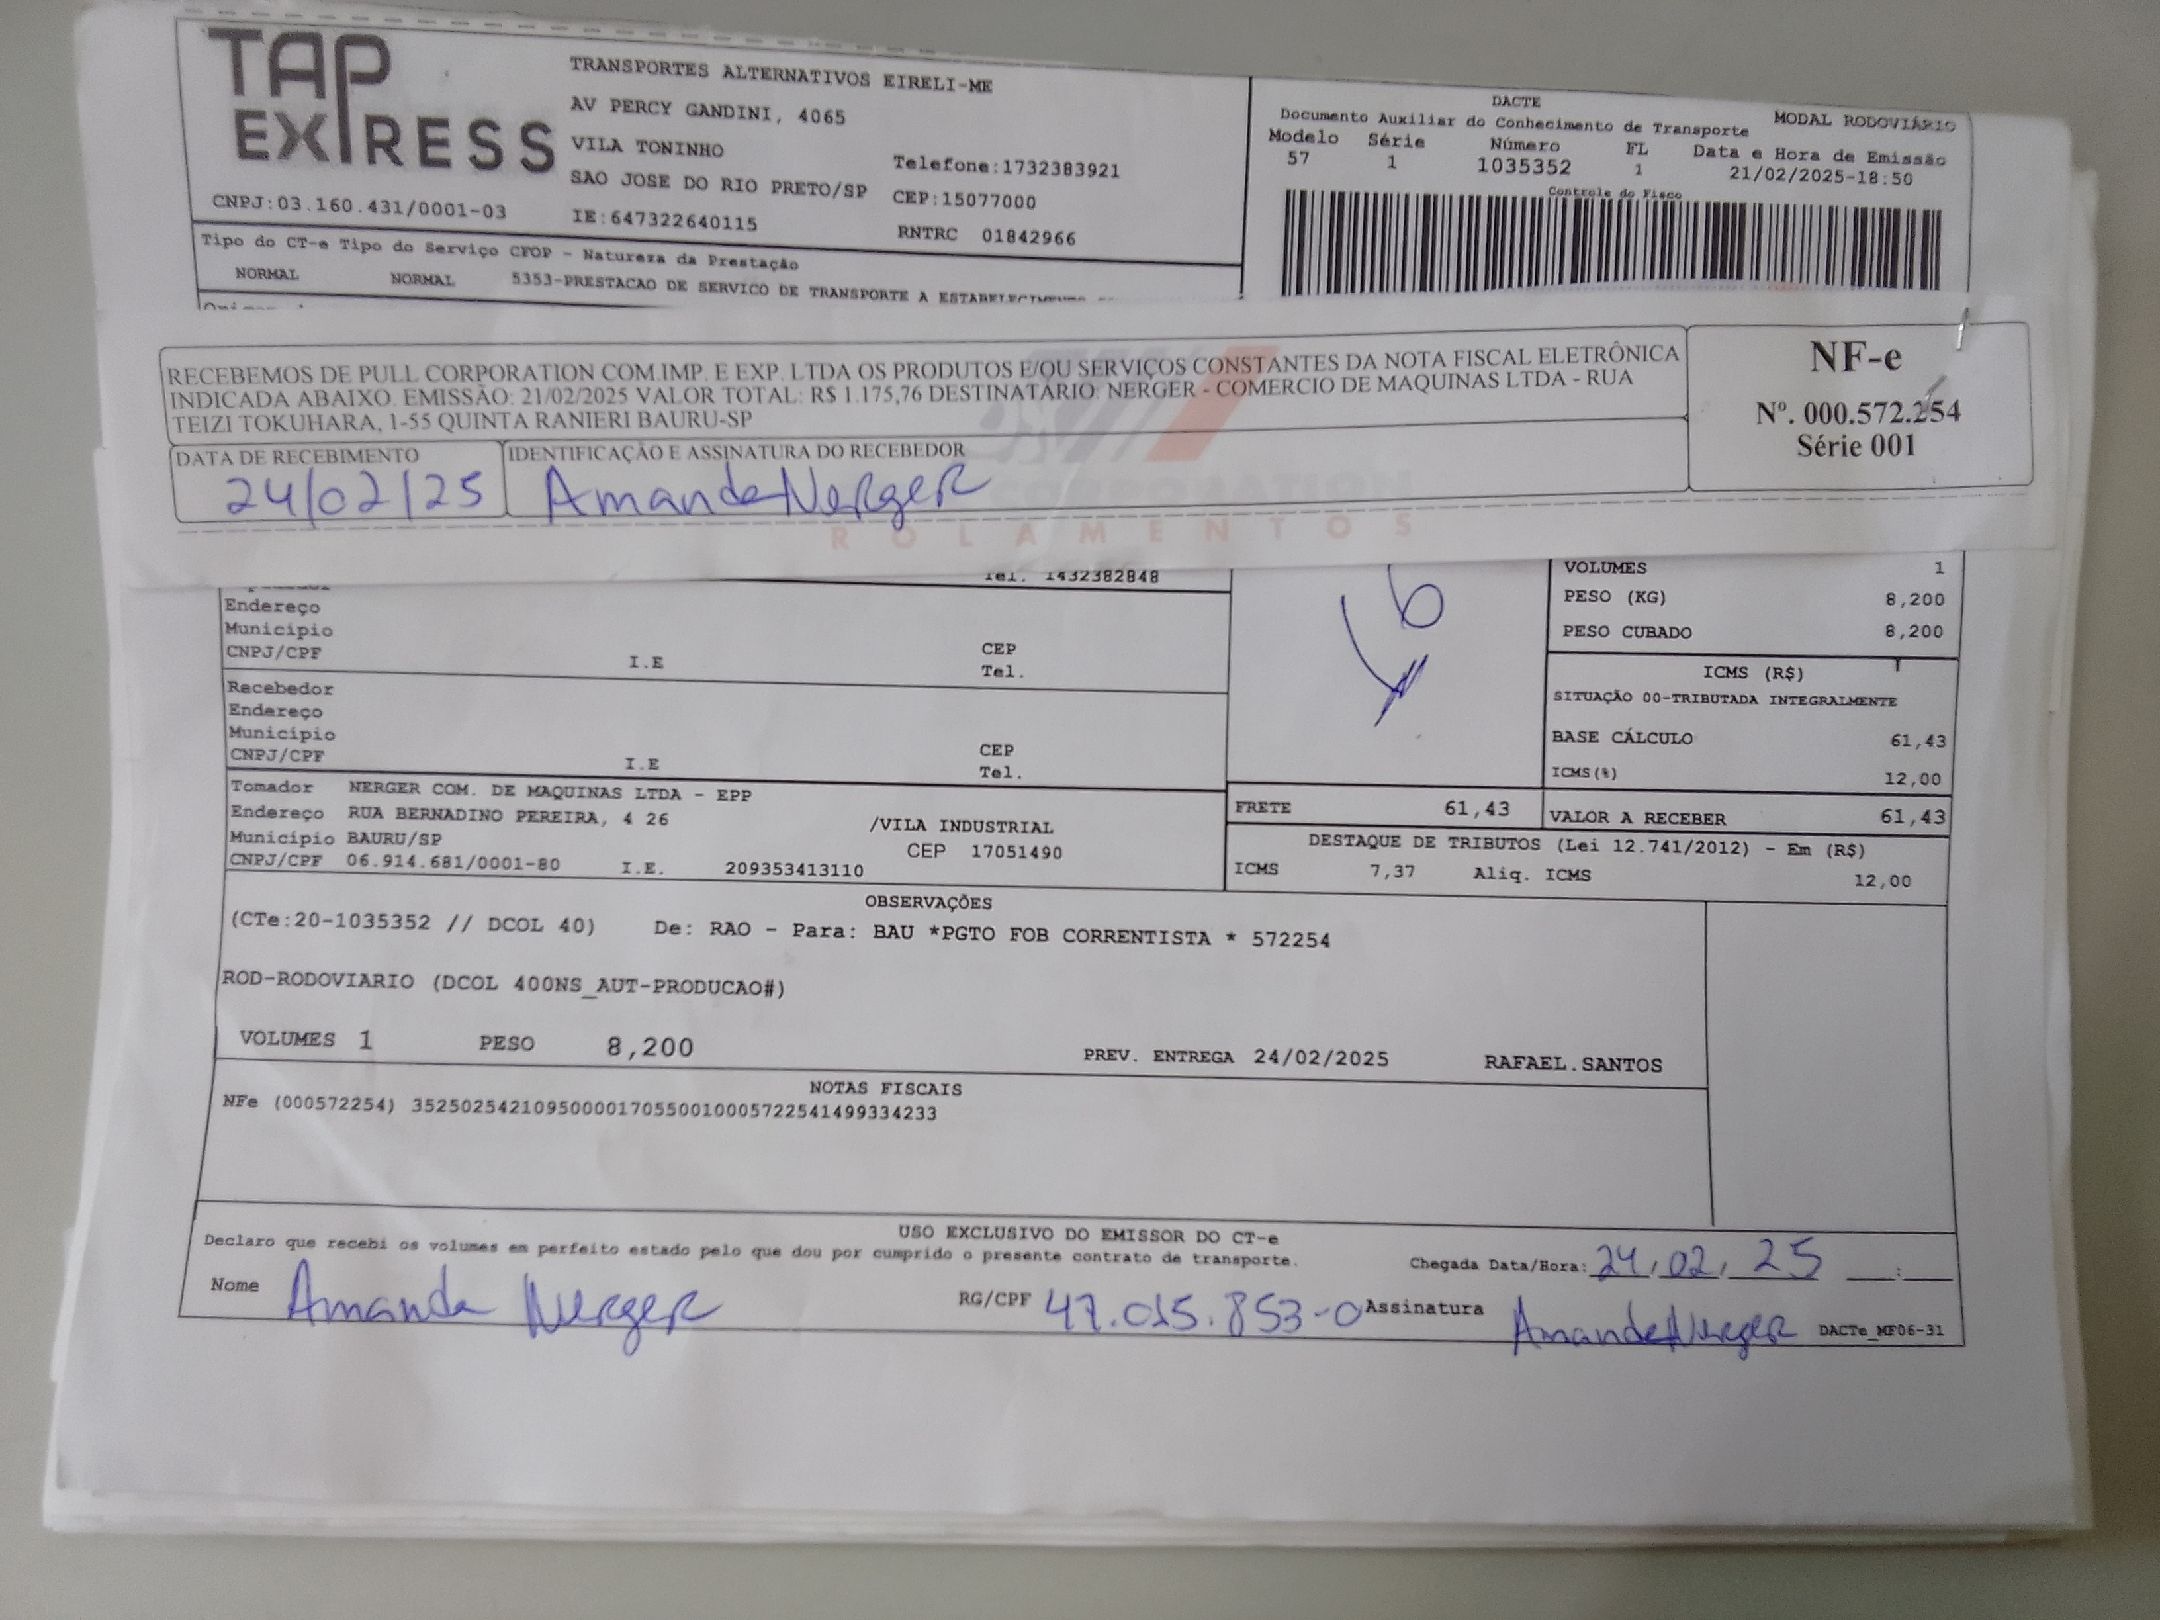 TAP EXPRESS
TRANSPORTES ALTERNATIVOS EIRELI-ME
AV PERCY GANDINI, 4065
VILA TONINHO
Telefone:1732383921
SAO JOSE DO RIO PRETO/SP CEP:15077000
CNPJ:03.160.431/0001-03 IE:647322640115 RNTRC 01842966
DACTE MODAL RODOVIÁRIO
Documento Auxiliar do Conhecimento de Transporte
Modelo Série Número FL Data e Hora de Emissão
57 1 1035352 1 21/02/2025-18:50
Controle do Fisco
Tipo do CT-e Tipo do Serviço CFOP - Natureza da Prestação
NORMAL NORMAL 5353-PRESTACAO DE SERVICO DE TRANSPORTE A ESTABELECIMENTO
RECEBEMOS DE PULL CORPORATION COM.IMP. E EXP. LTDA OS PRODUTOS E/OU SERVIÇOS CONSTANTES DA NOTA FISCAL ELETRÔNICA
INDICADA ABAIXO. EMISSÃO: 21/02/2025 VALOR TOTAL: R$ 1.175,76 DESTINATÁRIO: NERGER - COMERCIO DE MAQUINAS LTDA - RUA
TEIZI TOKUHARA, 1-55 QUINTA RANIERI BAURU-SP
NF-e
Nº. 000.572.254
Série 001
DATA DE RECEBIMENTO IDENTIFICAÇÃO E ASSINATURA DO RECEBEDOR
24/02/25 Amanda Nerger
CORPORATION
ROLAMENTOS
Tel. 1432382848
VOLUMES 1
PESO (KG) 8,200
PESO CUBADO 8,200
Endereço
Município
CNPJ/CPF I.E CEP
Tel.
Recebedor
Endereço
Município
CNPJ/CPF I.E CEP
Tel.
ICMS (R$)
SITUAÇÃO 00-TRIBUTADA INTEGRALMENTE
BASE CÁLCULO 61,43
ICMS(%) 12,00
Tomador NERGER COM. DE MAQUINAS LTDA - EPP
Endereço RUA BERNADINO PEREIRA, 4 26 /VILA INDUSTRIAL
Município BAURU/SP CEP 17051490
CNPJ/CPF 06.914.681/0001-80 I.E. 209353413110
FRETE 61,43 VALOR A RECEBER 61,43
DESTAQUE DE TRIBUTOS (Lei 12.741/2012) - Em (R$)
ICMS 7,37 Aliq. ICMS 12,00
OBSERVAÇÕES
(CTe:20-1035352 // DCOL 40) De: RAO - Para: BAU *PGTO FOB CORRENTISTA * 572254
ROD-RODOVIARIO (DCOL 400NS_AUT-PRODUCAO#)
VOLUMES 1 PESO 8,200 PREV. ENTREGA 24/02/2025 RAFAEL.SANTOS
NOTAS FISCAIS
NFe (000572254) 35250254210950000170550010005722541499334233
USO EXCLUSIVO DO EMISSOR DO CT-e
Declaro que recebi os volumes em perfeito estado pelo que dou por cumprido o presente contrato de transporte.
Chegada Data/Hora: 24,02,25 __:__
Nome Amanda Nerger RG/CPF 47.015.853-0 Assinatura Amanda Nerger DACTe_MF06-31